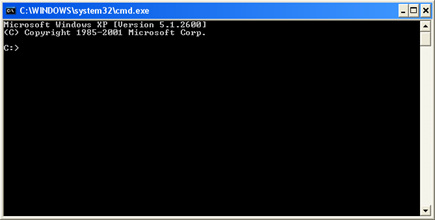 C:\WINDOWS\system32\cmd.exe
Microsoft Windows XP [Version 5.1.2600]
(C) Copyright 1985-2001 Microsoft Corp.
C:>